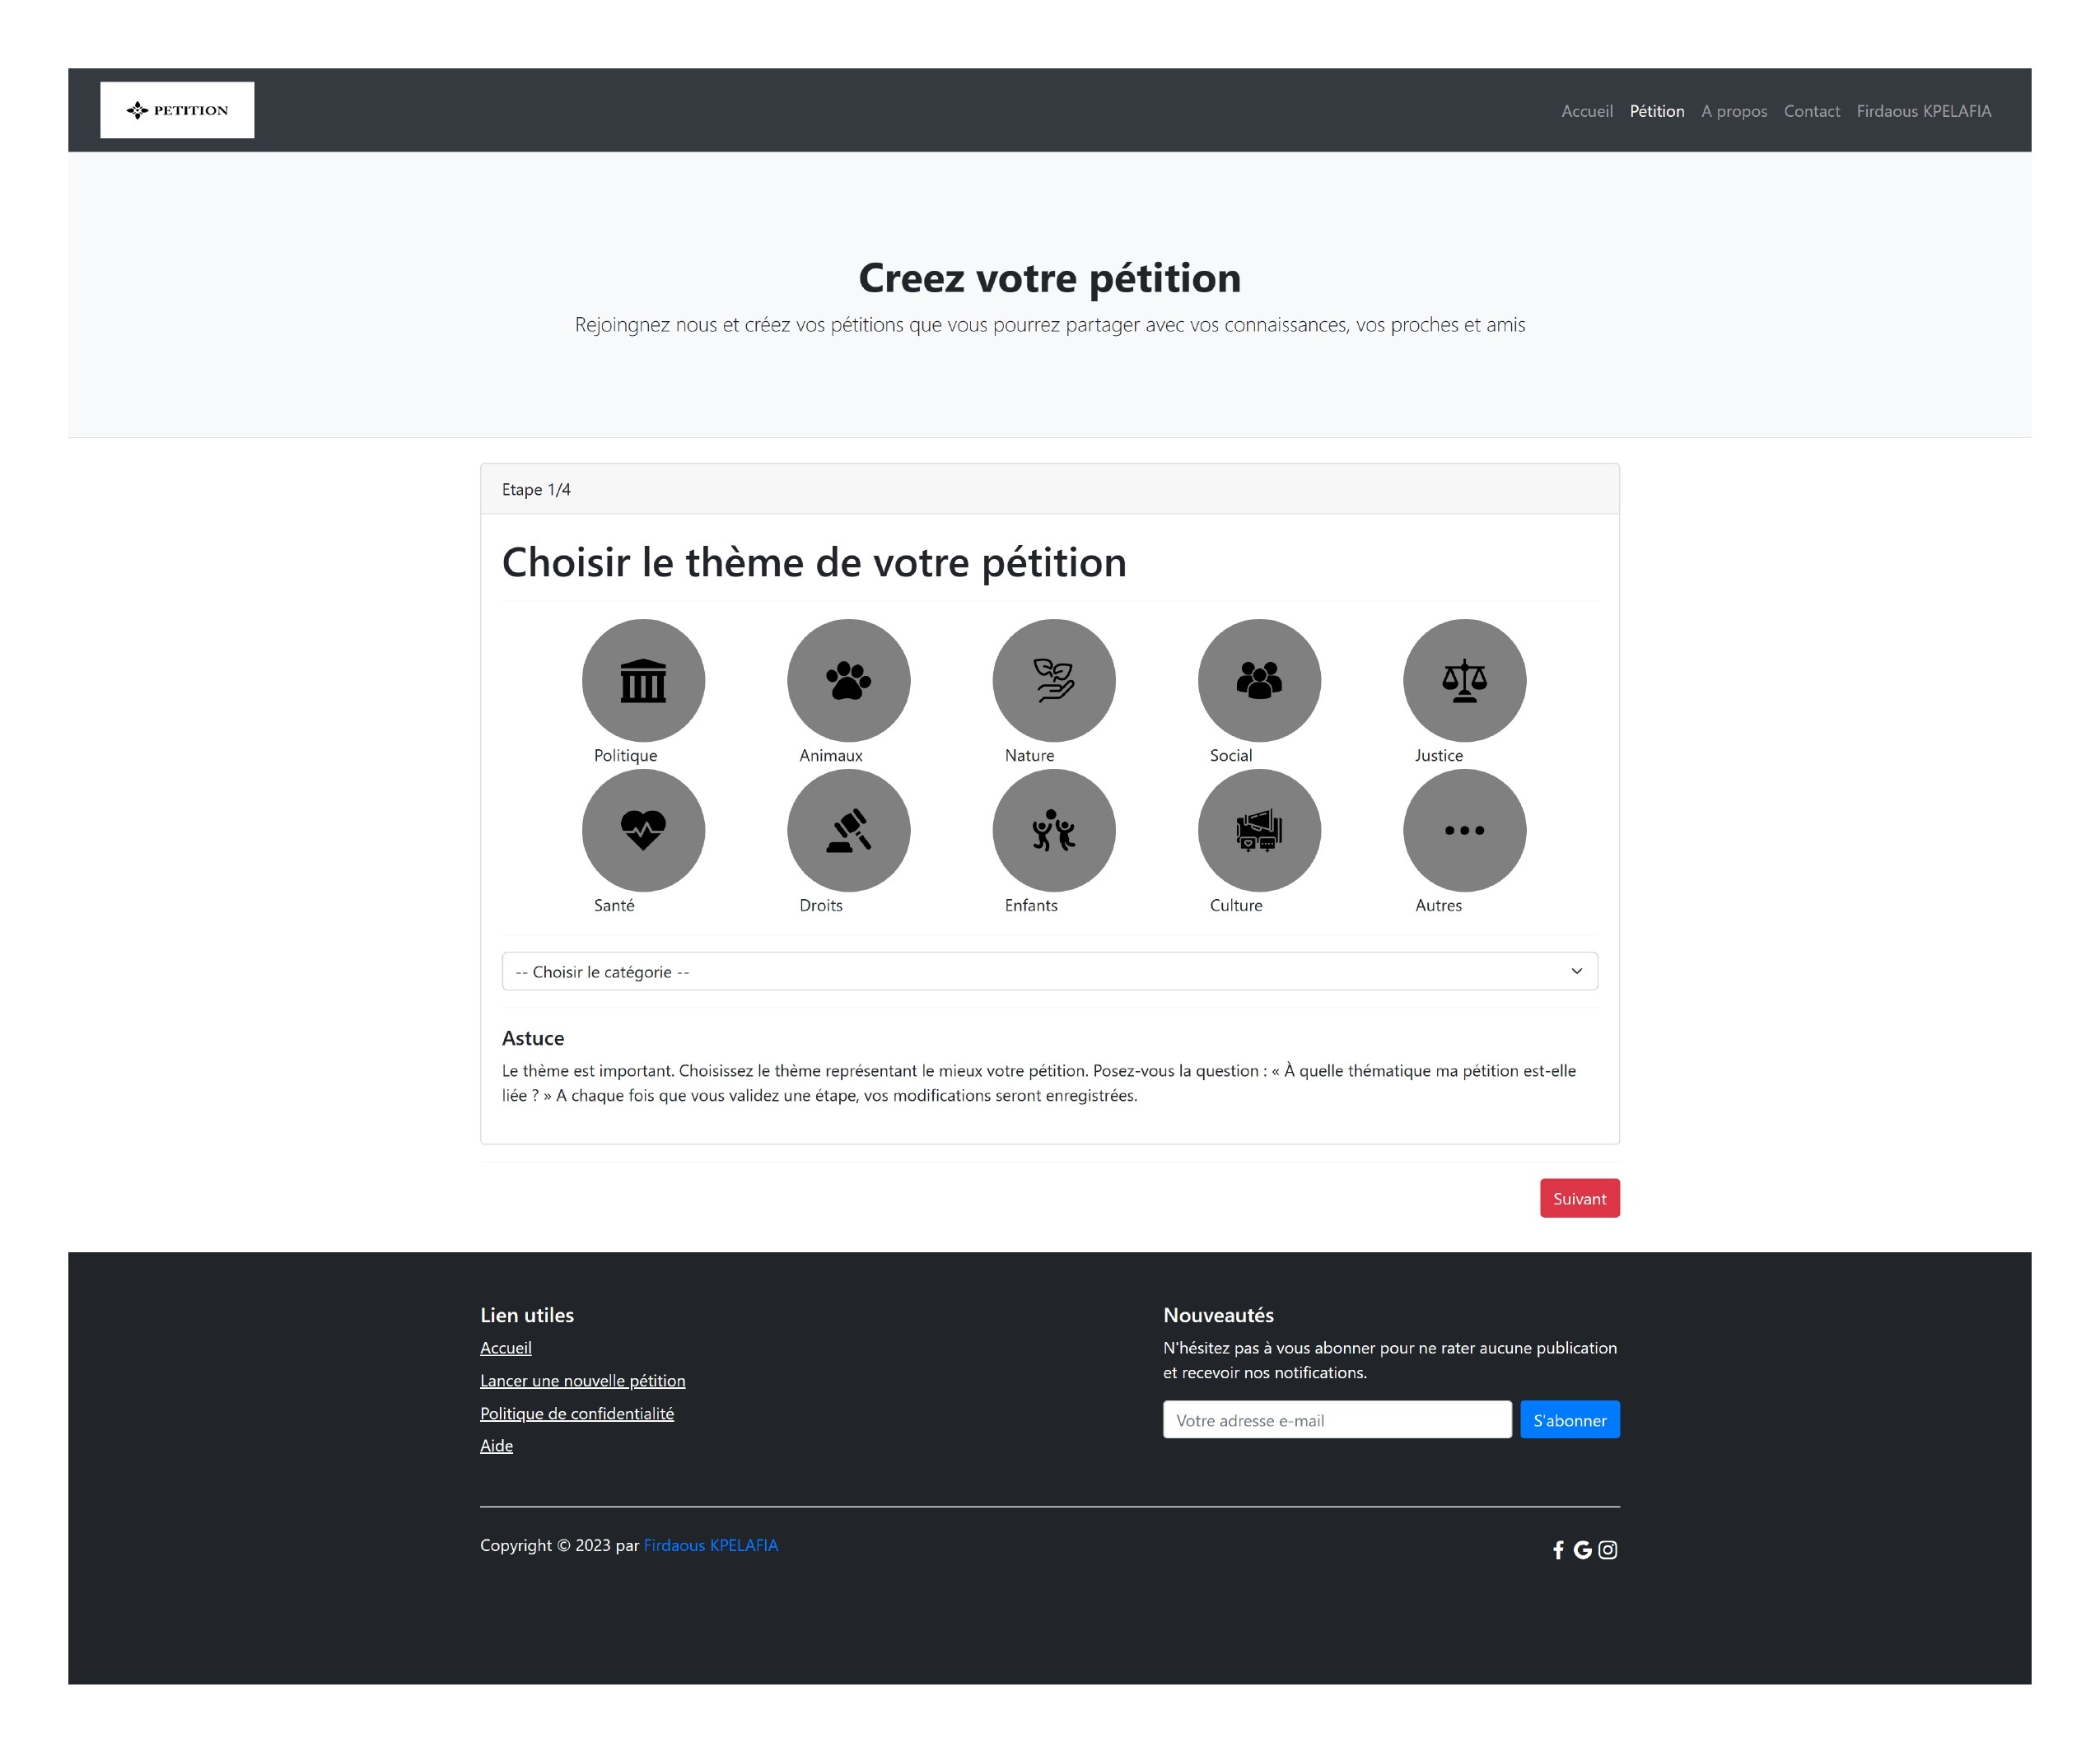 PETITION
Accueil Pétition A propos Contact Firdaous KPELAFIA
Creez votre pétition
Rejoingnez nous et créez vos pétitions que vous pourrez partager avec vos connaissances, vos proches et amis
Etape 1/4
Choisir le thème de votre pétition
Politique Animaux Nature Social Justice
Santé Droits Enfants Culture Autres
-- Choisir le catégorie --
Astuce
Le thème est important. Choisissez le thème représentant le mieux votre pétition. Posez-vous la question : « À quelle thématique ma pétition est-elle
liée ? » A chaque fois que vous validez une étape, vos modifications seront enregistrées.
Suivant
Lien utiles
Accueil
Lancer une nouvelle pétition
Politique de confidentialité
Aide
Nouveautés
N'hésitez pas à vous abonner pour ne rater aucune publication
et recevoir nos notifications.
Votre adresse e-mail S'abonner
Copyright © 2023 par Firdaous KPELAFIA